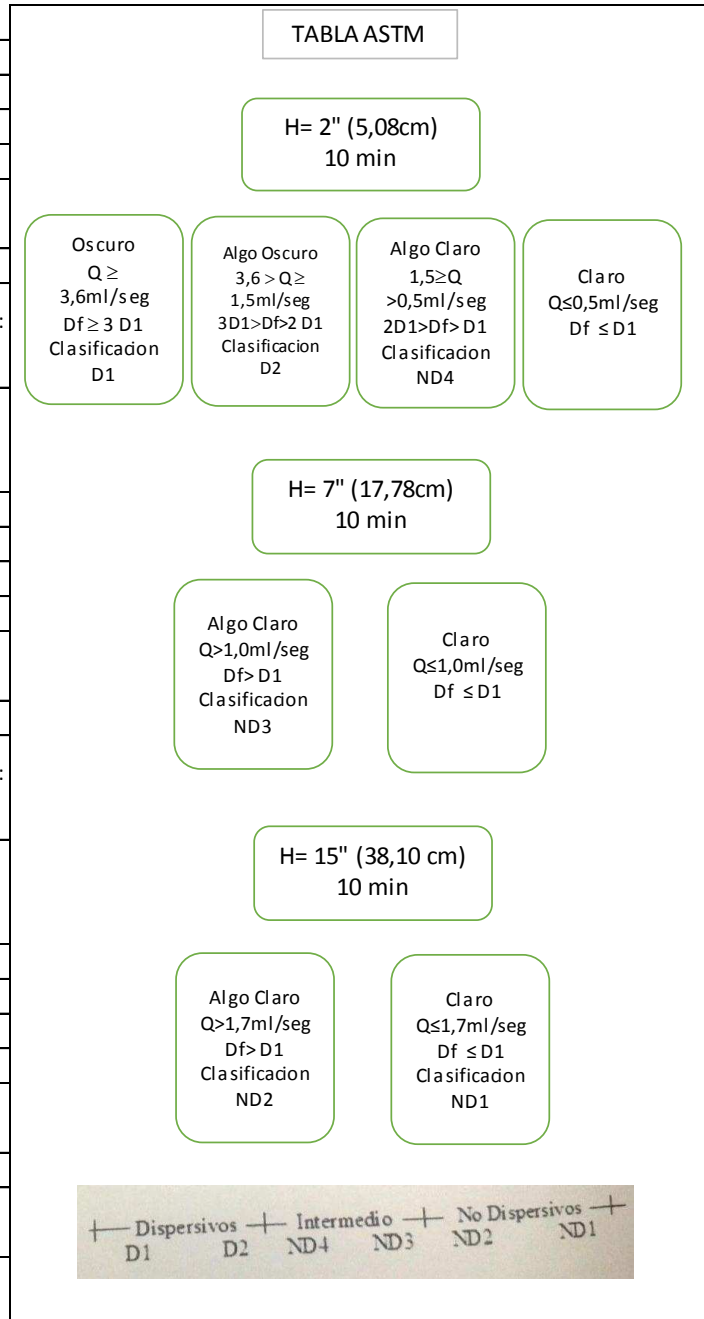 TABLA ASTM
H= 2" (5,08cm)
10 min
Oscuro
Q ≥
3,6ml/seg
Df ≥ 3 D1
Clasificacion
D1
Algo Oscuro
3,6 > Q ≥
1,5ml/seg
3D1>Df>2 D1
Clasificacion
D2
Algo Claro
1,5≥Q
>0,5ml/seg
2D1>Df> D1
Clasificacion
ND4
Claro
Q≤0,5ml/seg
Df ≤ D1
H= 7" (17,78cm)
10 min
Algo Claro
Q>1,0ml/seg
Df> D1
Clasificacion
ND3
Claro
Q≤1,0ml/seg
Df ≤ D1
H= 15" (38,10 cm)
10 min
Algo Claro
Q>1,7ml/seg
Df> D1
Clasificacion
ND2
Claro
Q≤1,7ml/seg
Df ≤ D1
Clasificacion
ND1
Dispersivos Intermedio No Dispersivos
D1 D2 ND4 ND3 ND2 ND1